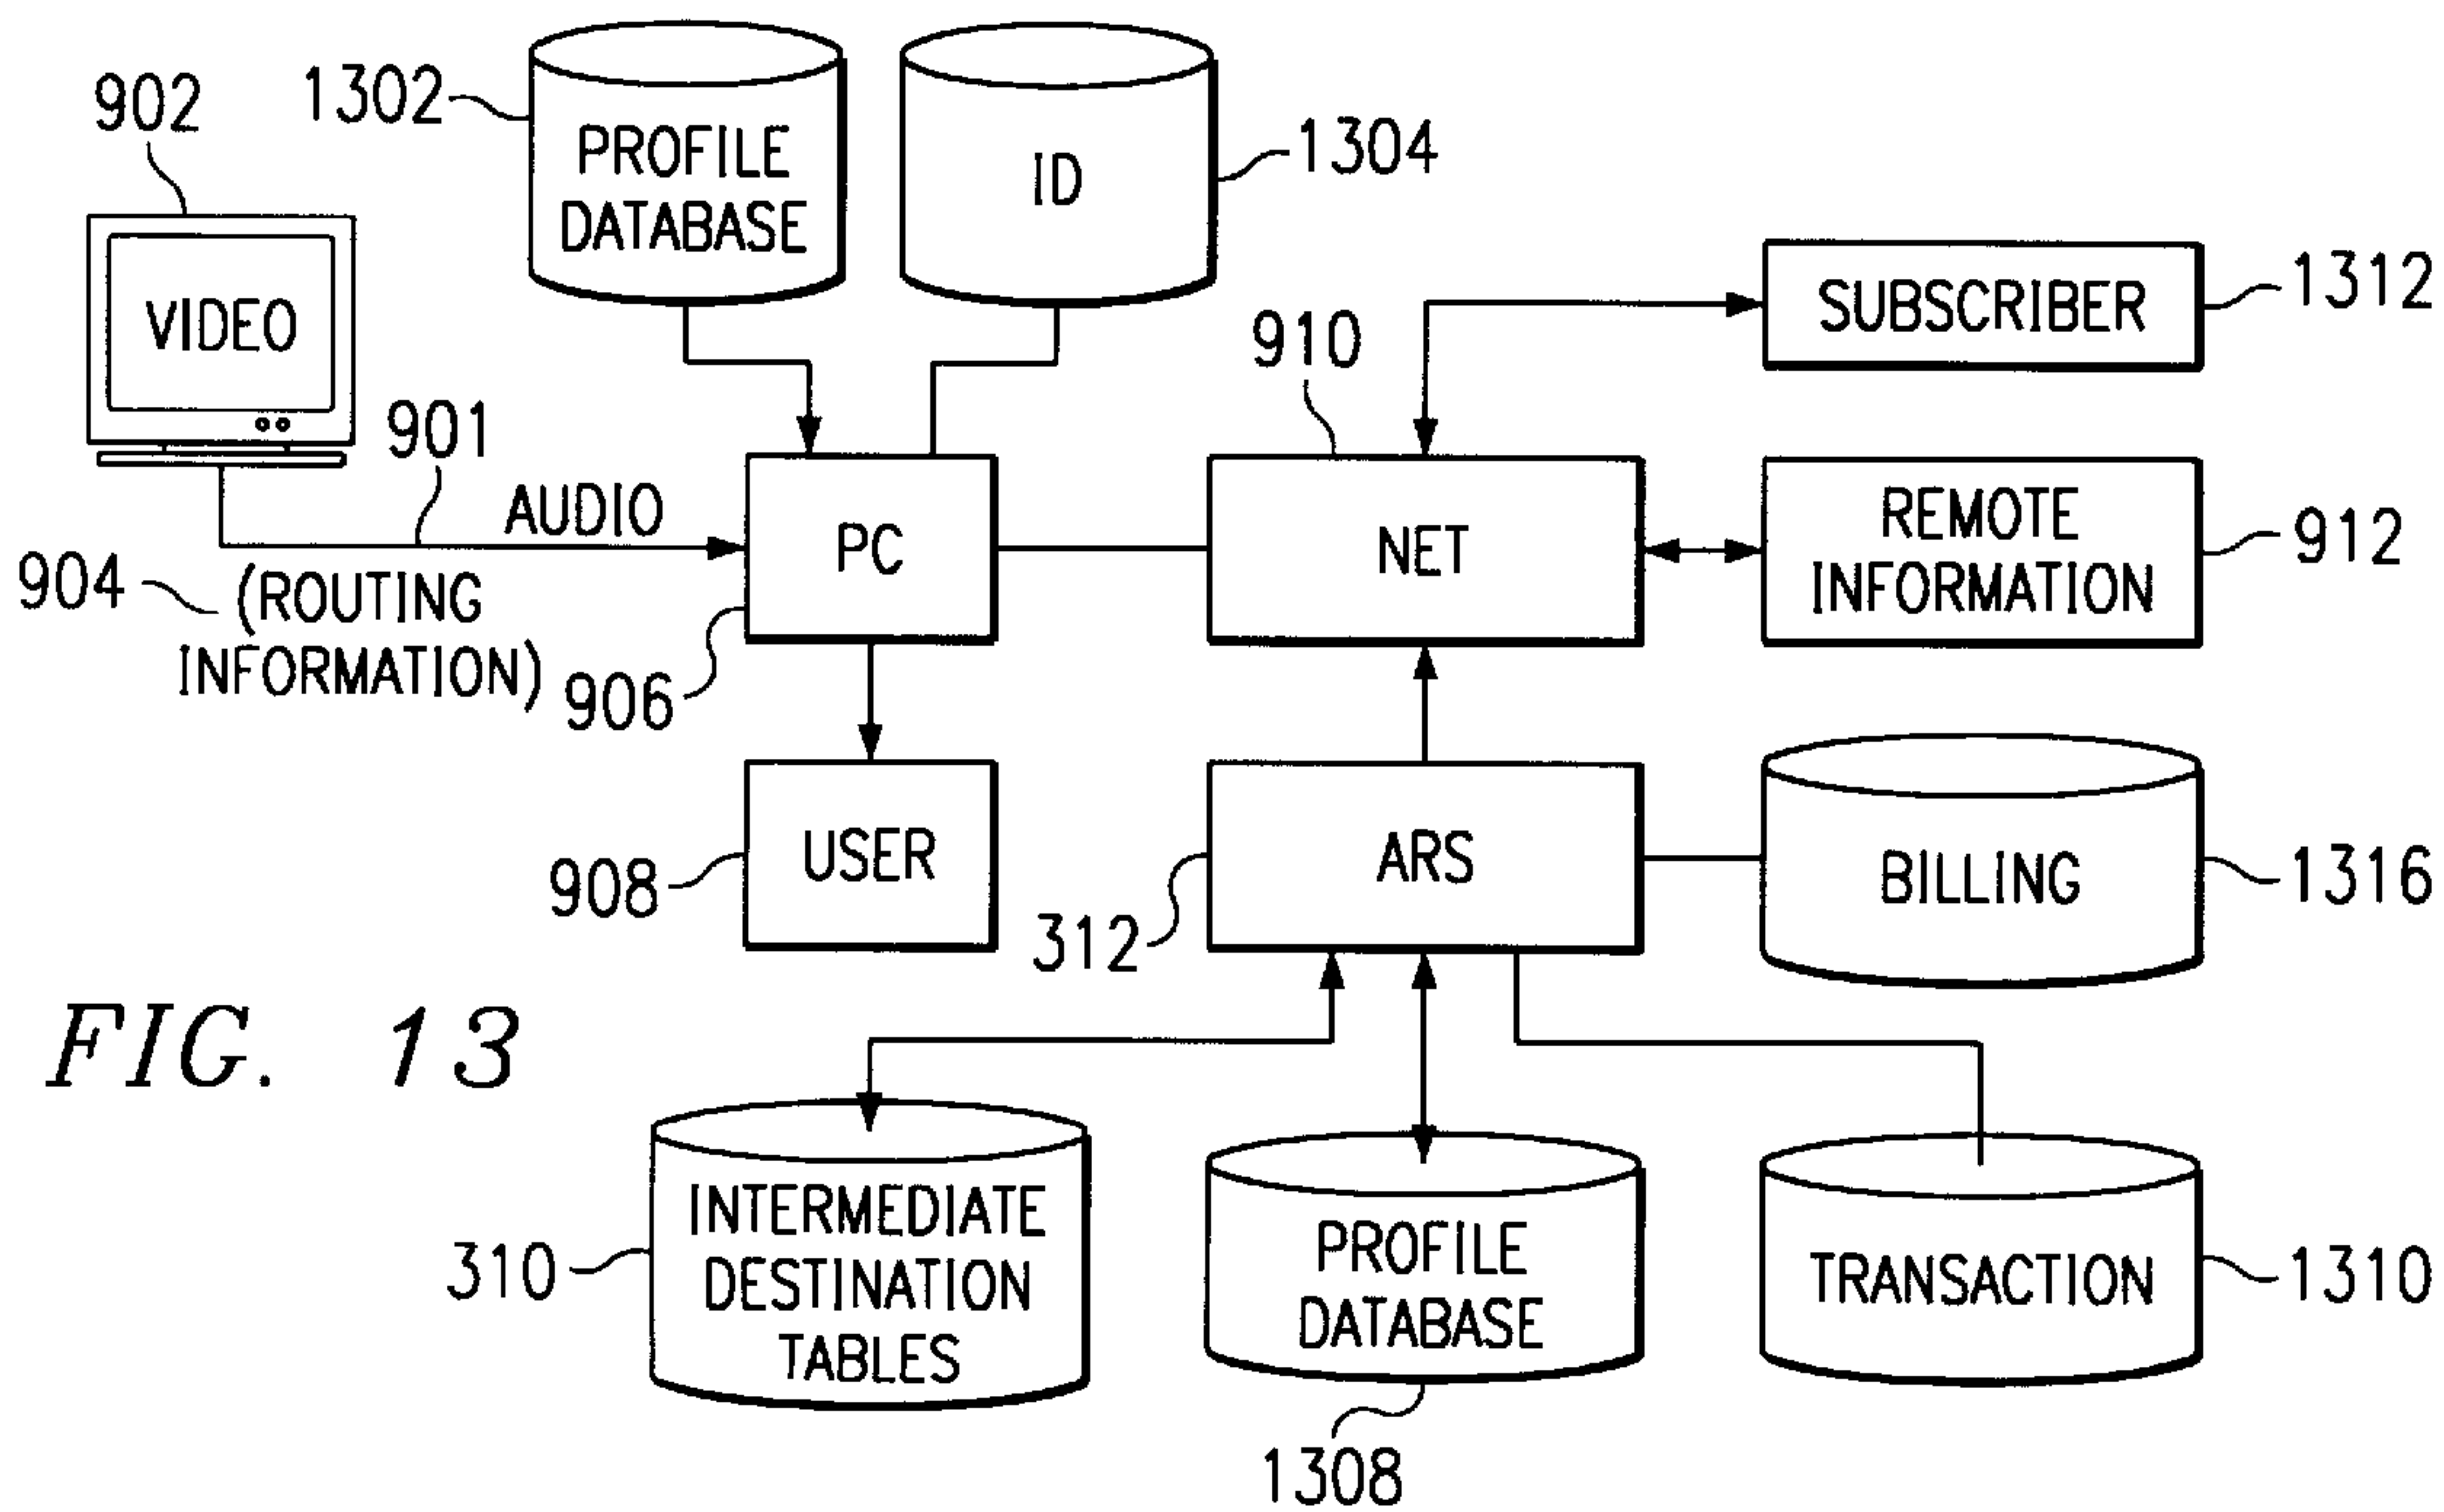 902
1302
PROFILE
DATABASE
ID
1304
VIDEO
SUBSCRIBER
1312
910
901
AUDIO
904
(ROUTING
INFORMATION)
906
PC
NET
REMOTE
INFORMATION
912
908
USER
312
ARS
BILLING
1316
FIG. 13
310
INTERMEDIATE
DESTINATION
TABLES
PROFILE
DATABASE
1308
TRANSACTION
1310